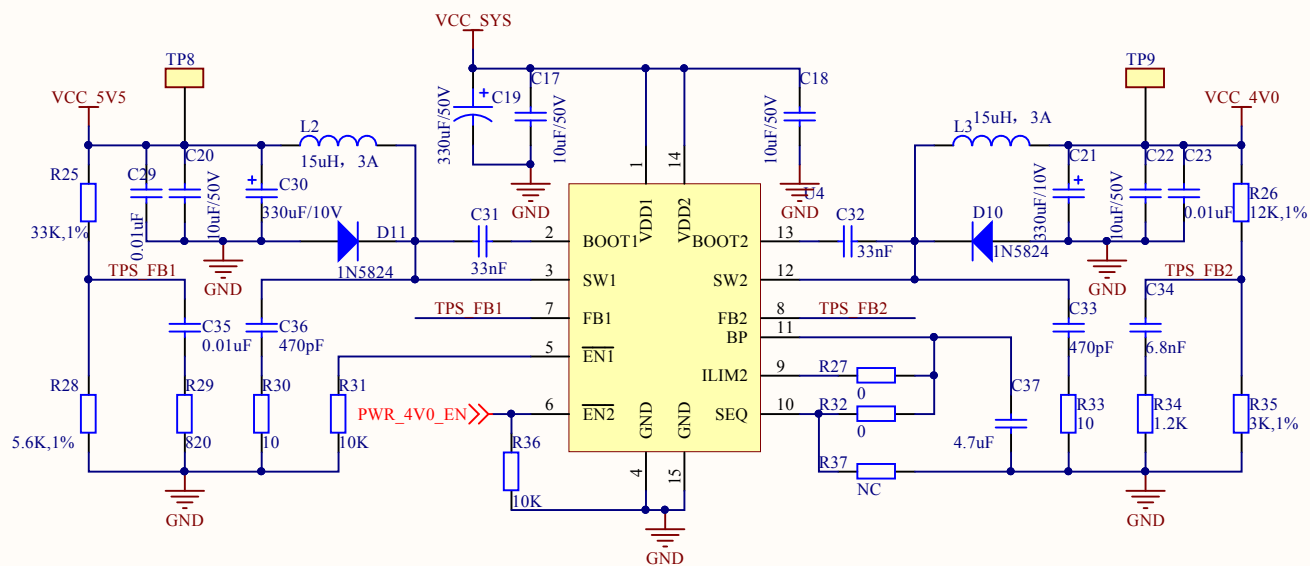 VCC_SYS
TP8
TP9
VCC_5V5
VCC_4V0
C17
C18
C19
330uF/50V
10uF/50V
10uF/50V
L2
15uH， 3A
L3
15uH， 3A
R25
33K,1%
C29
0.01uF
C20
10uF/50V
C30
330uF/10V
GND
D11
1N5824
C31
33nF
GND
GND
U4
C32
33nF
D10
1N5824
C21
330uF/10V
C22
10uF/50V
C23
0.01uF
R26
12K,1%
GND
1
14
VDD1
VDD2
2
BOOT1
BOOT2
13
3
SW1
SW2
12
7
FB1
FB2
8
BP
11
5
EN1
ILIM2
9
6
EN2
SEQ
10
GND
GND
4
15
TPS_FB1
TPS_FB1
TPS_FB2
TPS_FB2
C35
0.01uF
C36
470pF
C33
470pF
C34
6.8nF
R28
5.6K,1%
R29
820
R30
10
R31
10K
PWR_4V0_EN
R36
10K
R27
0
R32
0
R37
NC
C37
4.7uF
R33
10
R34
1.2K
R35
3K,1%
GND
GND
GND